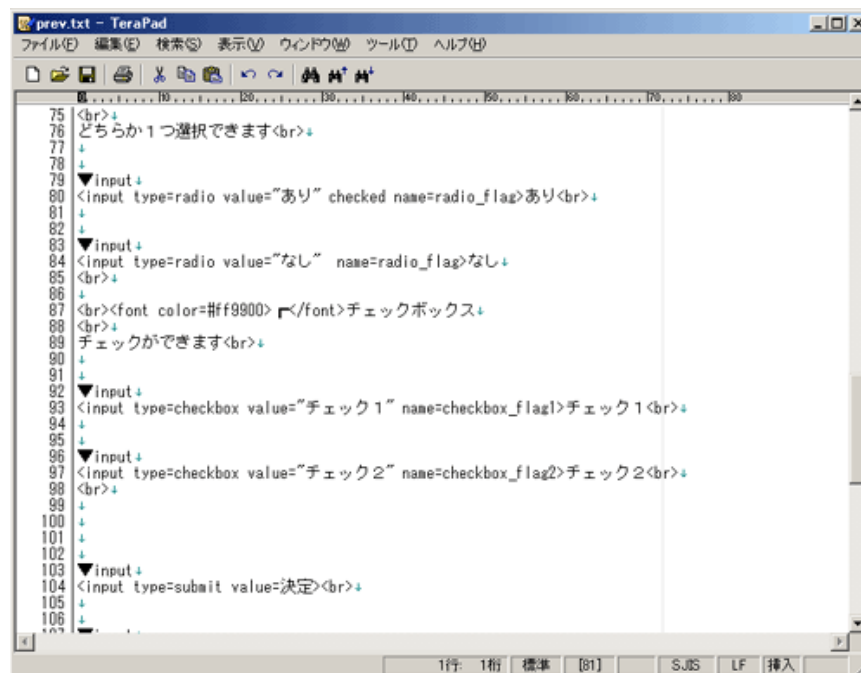 prev.txt - TeraPad
ファイル(F) 編集(E) 検索(S) 表示(V) ウィンドウ(W) ツール(T) ヘルプ(H)
0 10 20 30 40 50 60 70 80
75 <br>↓
76 どちらか１つ選択できます<br>↓
77 ↓
78 ↓
79 ▼input↓
80 <input type=radio value="あり" checked name=radio_flag>あり<br>↓
81 ↓
82 ↓
83 ▼input↓
84 <input type=radio value="なし"　name=radio_flag>なし↓
85 <br>↓
86 ↓
87 <br><font color=#ff9900>┏</font>チェックボックス↓
88 <br>↓
89 チェックができます<br>↓
90 ↓
91 ↓
92 ▼input↓
93 <input type=checkbox value="チェック１" name=checkbox_flag1>チェック１<br>↓
94 ↓
95 ↓
96 ▼input↓
97 <input type=checkbox value="チェック２" name=checkbox_flag2>チェック２<br>↓
98 <br>↓
99 ↓
100 ↓
101 ↓
102 ↓
103 ▼input↓
104 <input type=submit value=決定><br>↓
105 ↓
106 ↓
1行: 1桁 標準 [81] SJIS LF 挿入